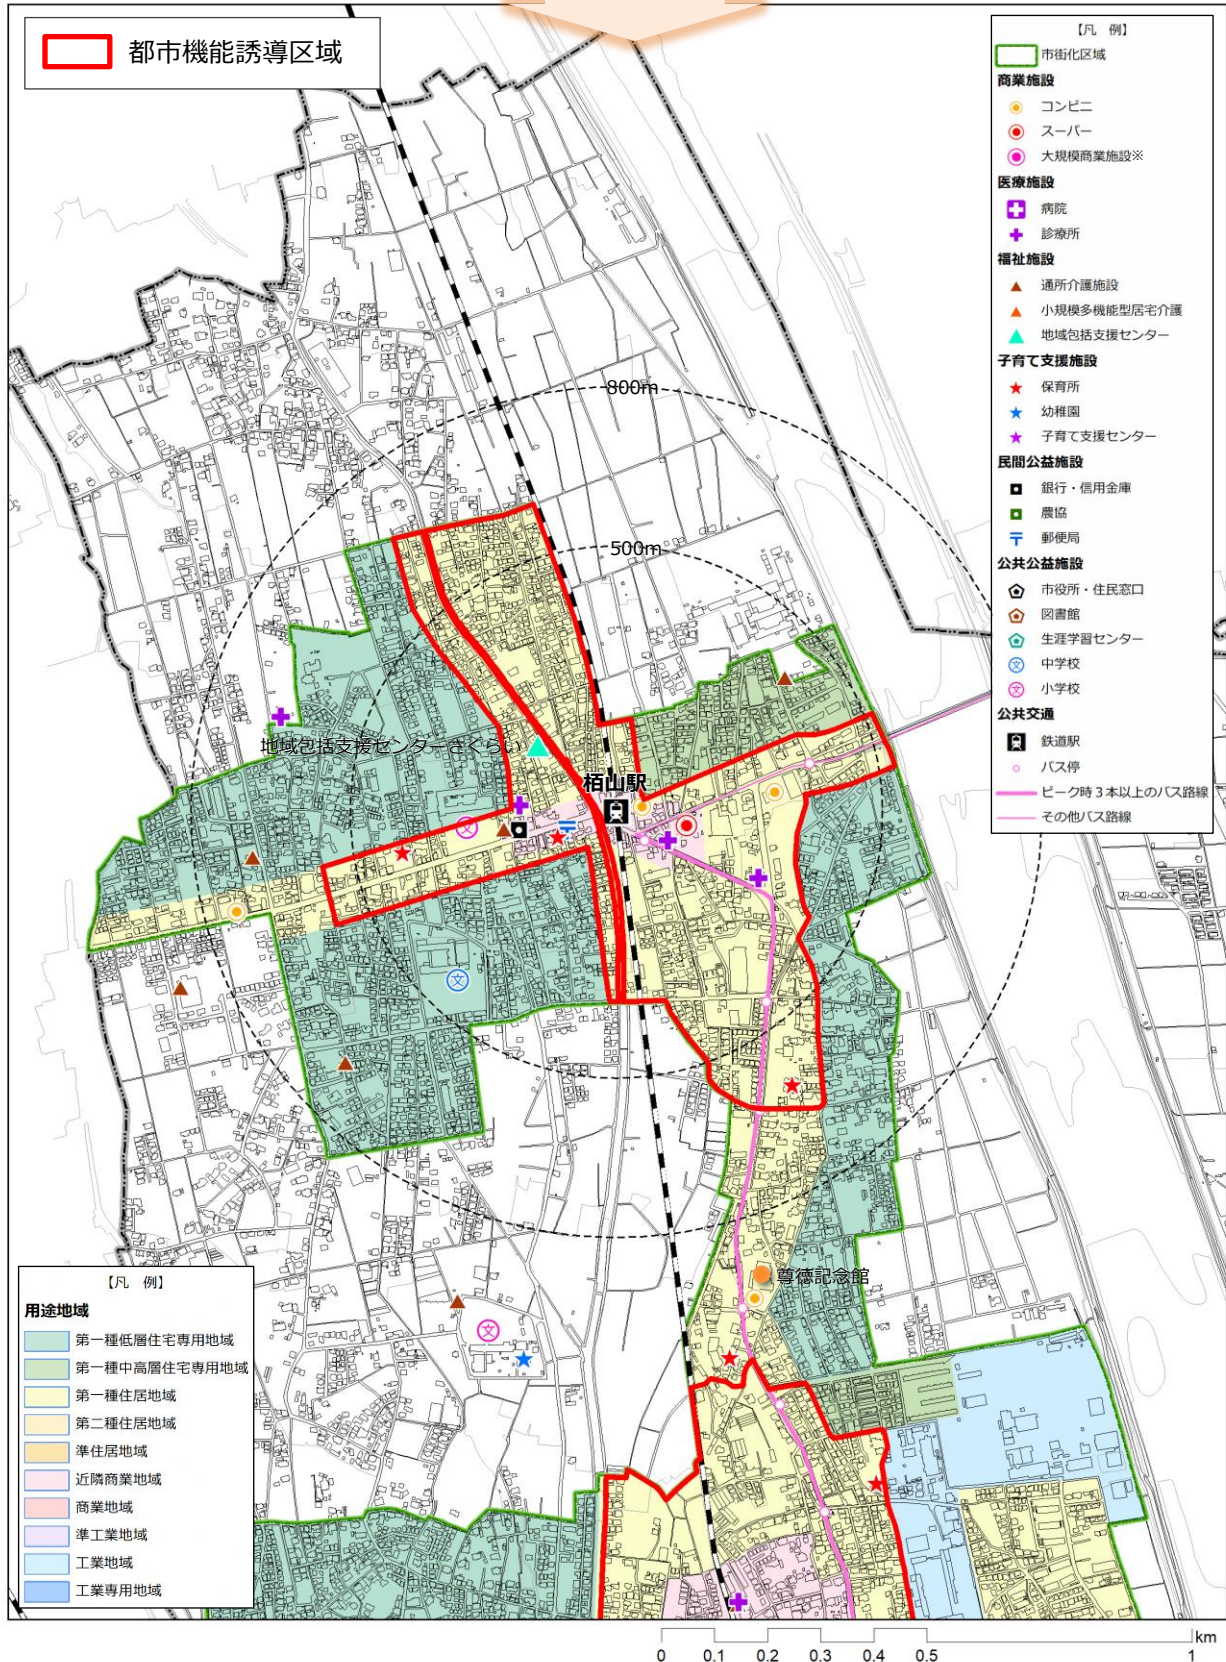 都市機能誘導区域
【凡　例】
市街化区域
商業施設
コンビニ
スーパー
大規模商業施設※
医療施設
病院
診療所
福祉施設
通所介護施設
小規模多機能型居宅介護
地域包括支援センター
子育て支援施設
保育所
幼稚園
子育て支援センター
民間公益施設
銀行・信用金庫
農協
郵便局
公共公益施設
市役所・住民窓口
図書館
生涯学習センター
文 中学校
文 小学校
公共交通
鉄道駅
バス停
ピーク時３本以上のバス路線
その他バス路線
800m
500m
地域包括支援センターさくらい
栢山駅
文
文
尊徳記念館
文
【凡　例】
用途地域
第一種低層住宅専用地域
第一種中高層住宅専用地域
第一種住居地域
第二種住居地域
準住居地域
近隣商業地域
商業地域
準工業地域
工業地域
工業専用地域
km
0 0.1 0.2 0.3 0.4 0.5 1